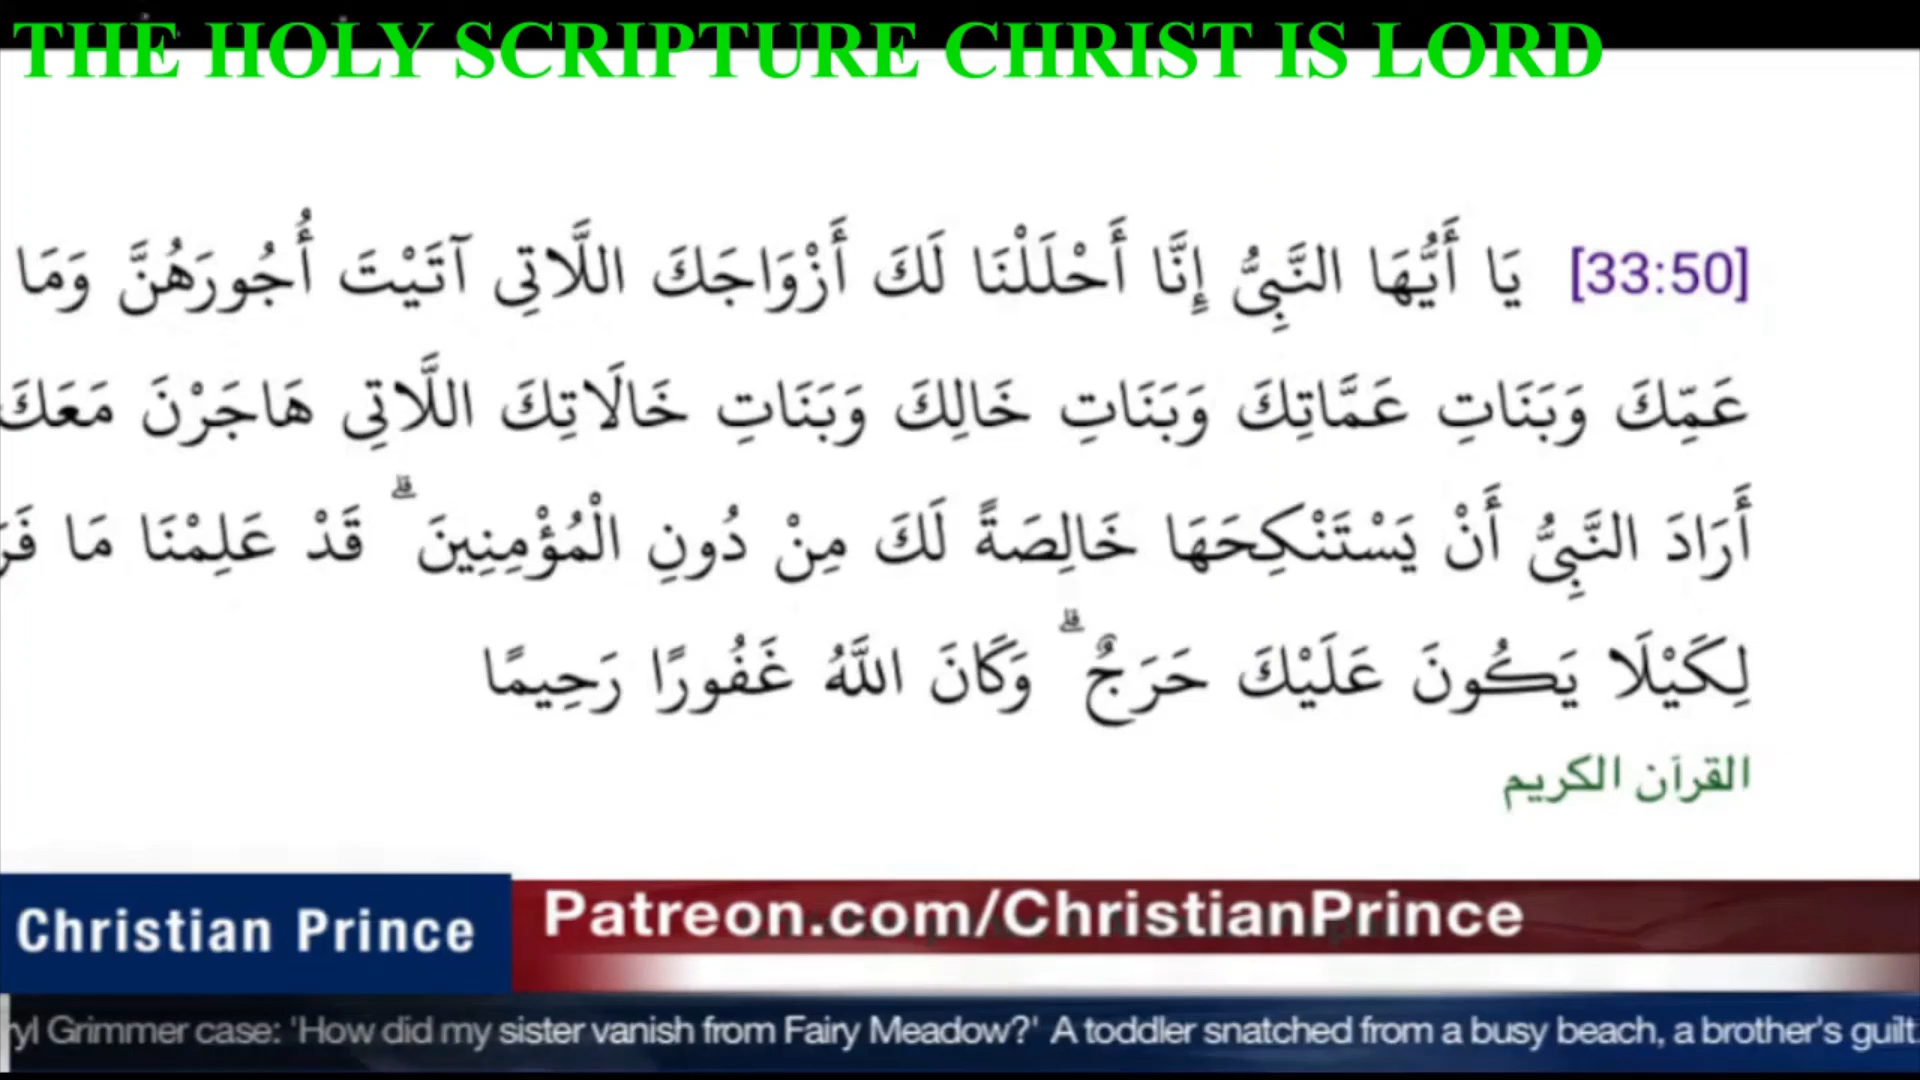 THE HOLY SCRIPTURE CHRIST IS LORD
[33:50] يَا أَيُّهَا النَّبِىُّ إِنَّا أَحْلَلْنَا لَكَ أَزْوَاجَكَ اللَّاتِى آتَيْتَ أُجُورَهُنَّ وَمَا
عَمِّكَ وَبَنَاتِ عَمَّاتِكَ وَبَنَاتِ خَالِكَ وَبَنَاتِ خَالَاتِكَ اللَّاتِى هَاجَرْنَ مَعَكَ
أَرَادَ النَّبِىُّ أَنْ يَسْتَنْكِحَهَا خَالِصَةً لَكَ مِنْ دُونِ الْمُؤْمِنِينَ ۗ قَدْ عَلِمْنَا مَا
لِكَيْلَا يَكُونَ عَلَيْكَ حَرَجٌ ۗ وَكَانَ اللَّهُ غَفُورًا رَحِيمًا
القرآن الكريم
Christian Prince
Patreon.com/ChristianPrince
Grimmer case: 'How did my sister vanish from Fairy Meadow?' A toddler snatched from a busy beach, a brother's guilt